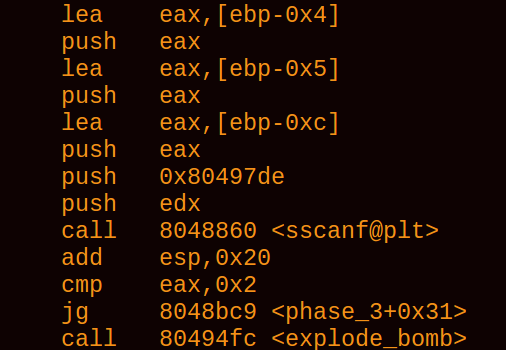 lea eax,[ebp-0x4]
push eax
lea eax,[ebp-0x5]
push eax
lea eax,[ebp-0xc]
push eax
push 0x80497de
push edx
call 8048860 <sscanf@plt>
add esp,0x20
cmp eax,0x2
jg 8048bc9 <phase_3+0x31>
call 80494fc <explode_bomb>